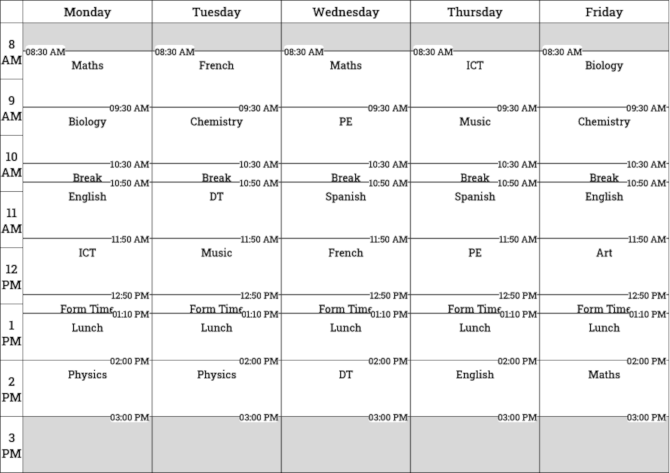 Monday Tuesday Wednesday Thursday Friday
8 AM
08:30 AM 08:30 AM 08:30 AM 08:30 AM 08:30 AM
Maths French Maths ICT Biology
9 AM
09:30 AM 09:30 AM 09:30 AM 09:30 AM 09:30 AM
Biology Chemistry PE Music Chemistry
10 AM
10:30 AM 10:30 AM 10:30 AM 10:30 AM 10:30 AM
Break Break Break Break Break
10:50 AM 10:50 AM 10:50 AM 10:50 AM 10:50 AM
English DT Spanish Spanish English
11 AM
11:50 AM 11:50 AM 11:50 AM 11:50 AM 11:50 AM
ICT Music French PE Art
12 PM
12:50 PM 12:50 PM 12:50 PM 12:50 PM 12:50 PM
Form Time Form Time Form Time Form Time Form Time
01:10 PM 01:10 PM 01:10 PM 01:10 PM 01:10 PM
1 PM
Lunch Lunch Lunch Lunch Lunch
02:00 PM 02:00 PM 02:00 PM 02:00 PM 02:00 PM
2 PM
Physics Physics DT English Maths
03:00 PM 03:00 PM 03:00 PM 03:00 PM 03:00 PM
3 PM